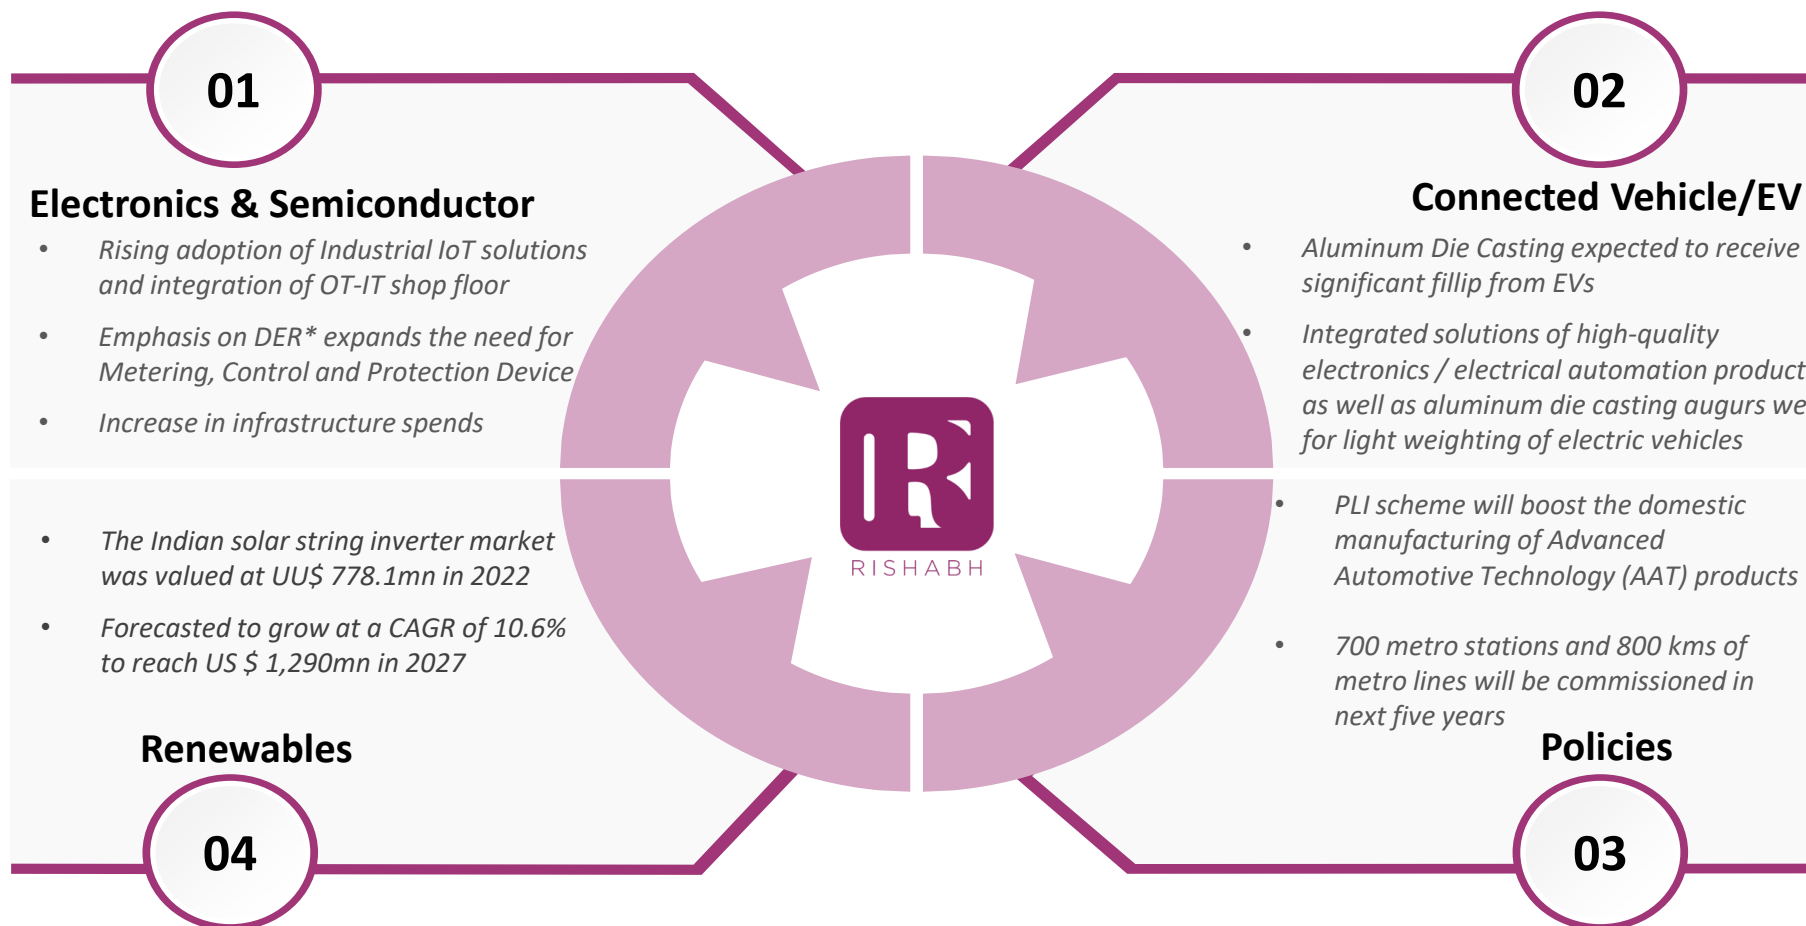 01
Electronics & Semiconductor
• Rising adoption of Industrial IoT solutions
and integration of OT-IT shop floor
• Emphasis on DER* expands the need for
Metering, Control and Protection Device
• Increase in infrastructure spends
02
Connected Vehicle/EV
• Aluminum Die Casting expected to receive
significant fillip from EVs
• Integrated solutions of high-quality
electronics / electrical automation product
as well as aluminum die casting augurs we
for light weighting of electric vehicles
RISHABH
• The Indian solar string inverter market
was valued at UU$ 778.1mn in 2022
• Forecasted to grow at a CAGR of 10.6%
to reach US $ 1,290mn in 2027
Renewables
04
• PLI scheme will boost the domestic
manufacturing of Advanced
Automotive Technology (AAT) products
• 700 metro stations and 800 kms of
metro lines will be commissioned in
next five years
Policies
03